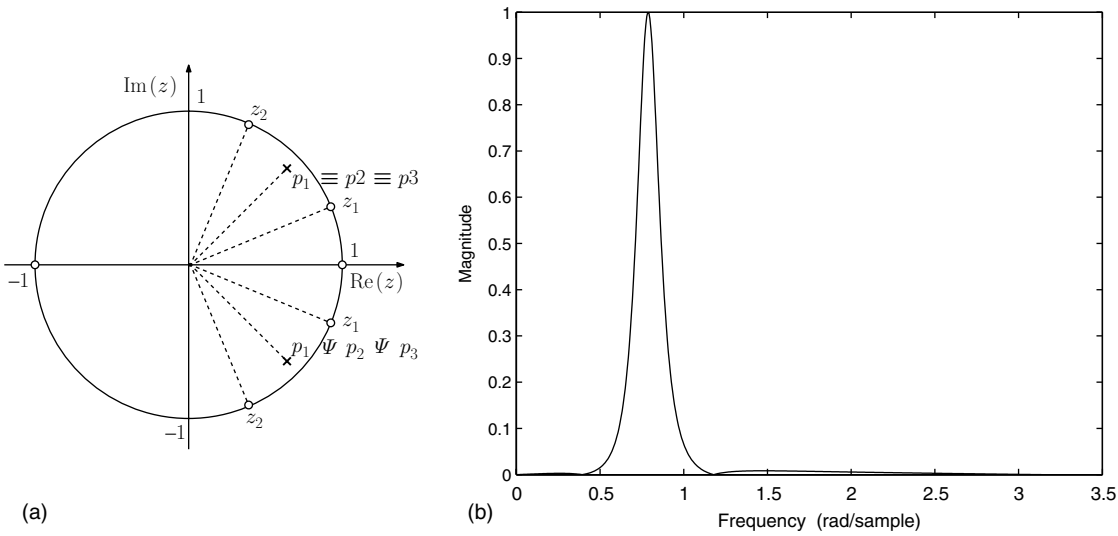 Im(z)
1
z2
p1 ≡ p2 ≡ p3
z1
1
−1
Re(z)
z1
p1 Ψ p2 Ψ p3
z2
−1
(a)
1
0.9
0.8
0.7
0.6
0.5
0.4
0.3
0.2
0.1
0
Magnitude
0 0.5 1 1.5 2 2.5 3 3.5
Frequency (rad/sample)
(b)